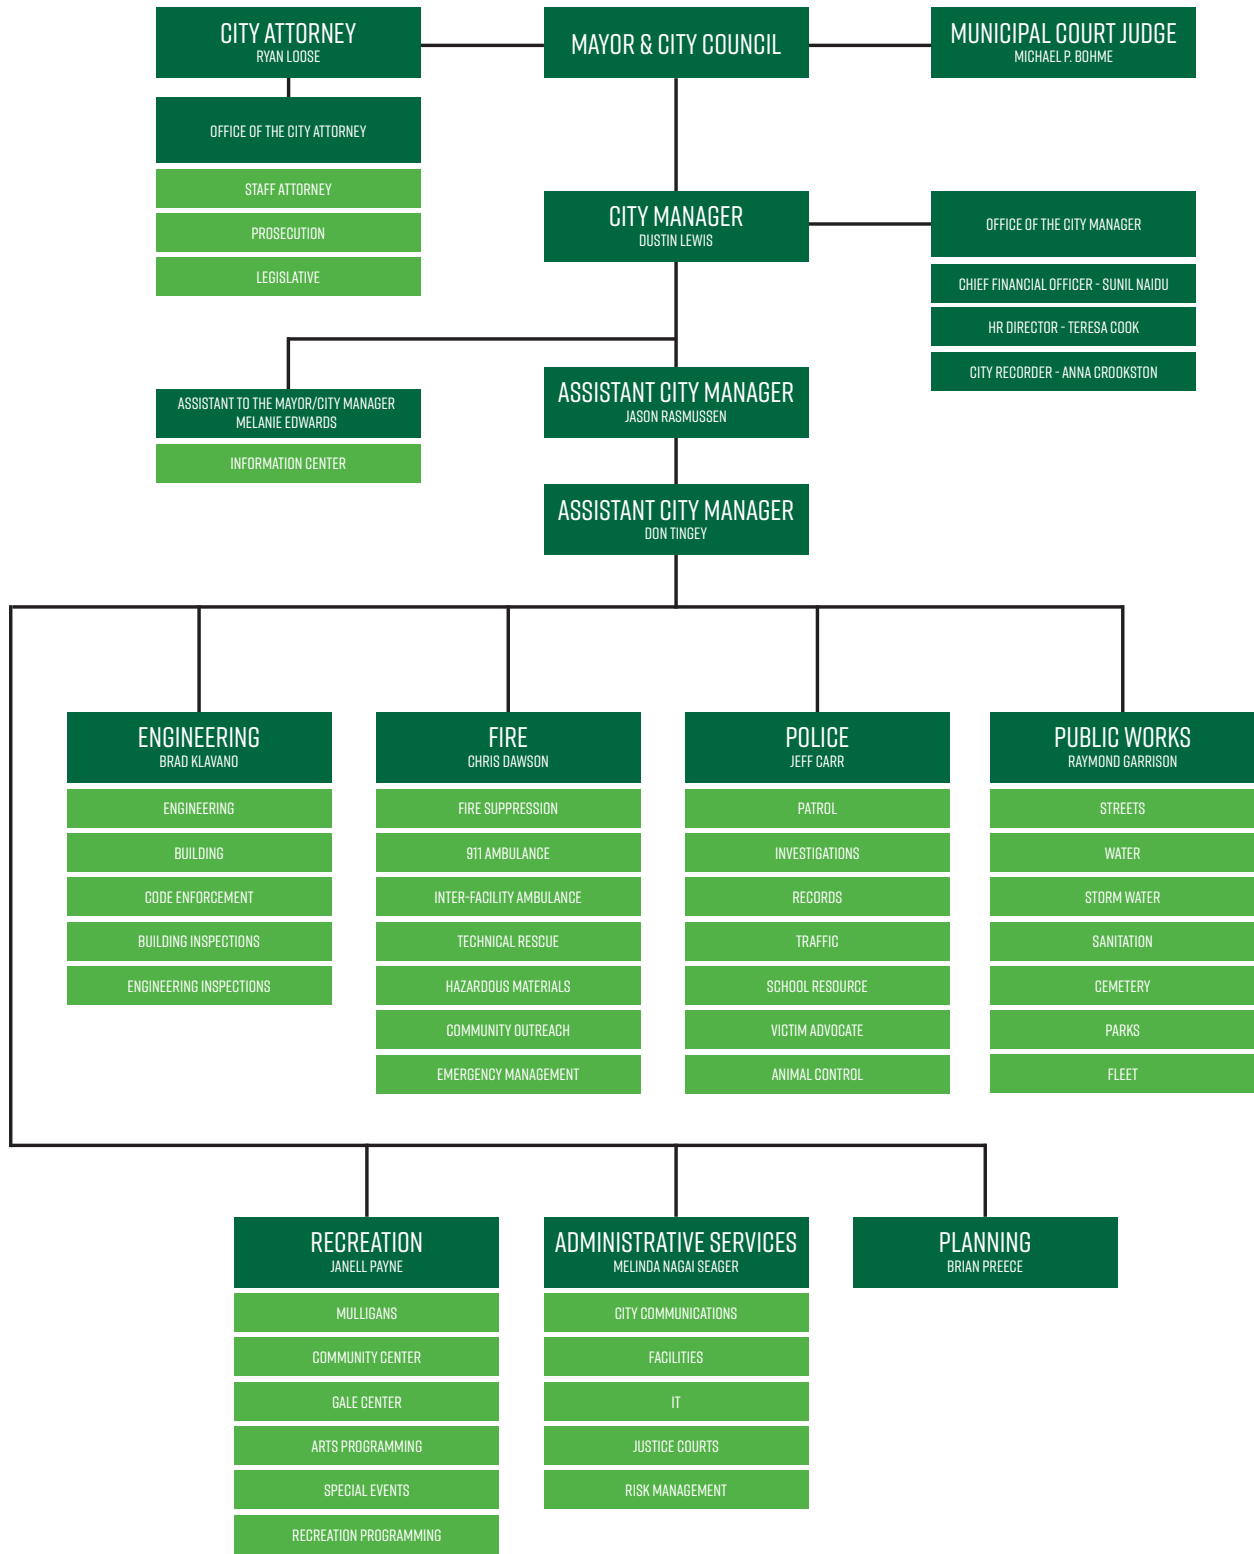 CITY ATTORNEY
RYAN LOOSE
MAYOR & CITY COUNCIL
MUNICIPAL COURT JUDGE
MICHAEL P. BOHME
OFFICE OF THE CITY ATTORNEY
STAFF ATTORNEY
PROSECUTION
LEGISLATIVE
CITY MANAGER
DUSTIN LEWIS
OFFICE OF THE CITY MANAGER
CHIEF FINANCIAL OFFICER - SUNIL NAIDU
HR DIRECTOR - TERESA COOK
CITY RECORDER - ANNA CROOKSTON
ASSISTANT TO THE MAYOR/CITY MANAGER
MELANIE EDWARDS
INFORMATION CENTER
ASSISTANT CITY MANAGER
JASON RASMUSSEN
ASSISTANT CITY MANAGER
DON TINGEY
ENGINEERING
BRAD KLAVANO
ENGINEERING
BUILDING
CODE ENFORCEMENT
BUILDING INSPECTIONS
ENGINEERING INSPECTIONS
FIRE
CHRIS DAWSON
FIRE SUPPRESSION
911 AMBULANCE
INTER-FACILITY AMBULANCE
TECHNICAL RESCUE
HAZARDOUS MATERIALS
COMMUNITY OUTREACH
EMERGENCY MANAGEMENT
POLICE
JEFF CARR
PATROL
INVESTIGATIONS
RECORDS
TRAFFIC
SCHOOL RESOURCE
VICTIM ADVOCATE
ANIMAL CONTROL
PUBLIC WORKS
RAYMOND GARRISON
STREETS
WATER
STORM WATER
SANITATION
CEMETERY
PARKS
FLEET
RECREATION
JANELL PAYNE
MULLIGANS
COMMUNITY CENTER
GALE CENTER
ARTS PROGRAMMING
SPECIAL EVENTS
RECREATION PROGRAMMING
ADMINISTRATIVE SERVICES
MELINDA NAGAI SEAGER
CITY COMMUNICATIONS
FACILITIES
IT
JUSTICE COURTS
RISK MANAGEMENT
PLANNING
BRIAN PREECE